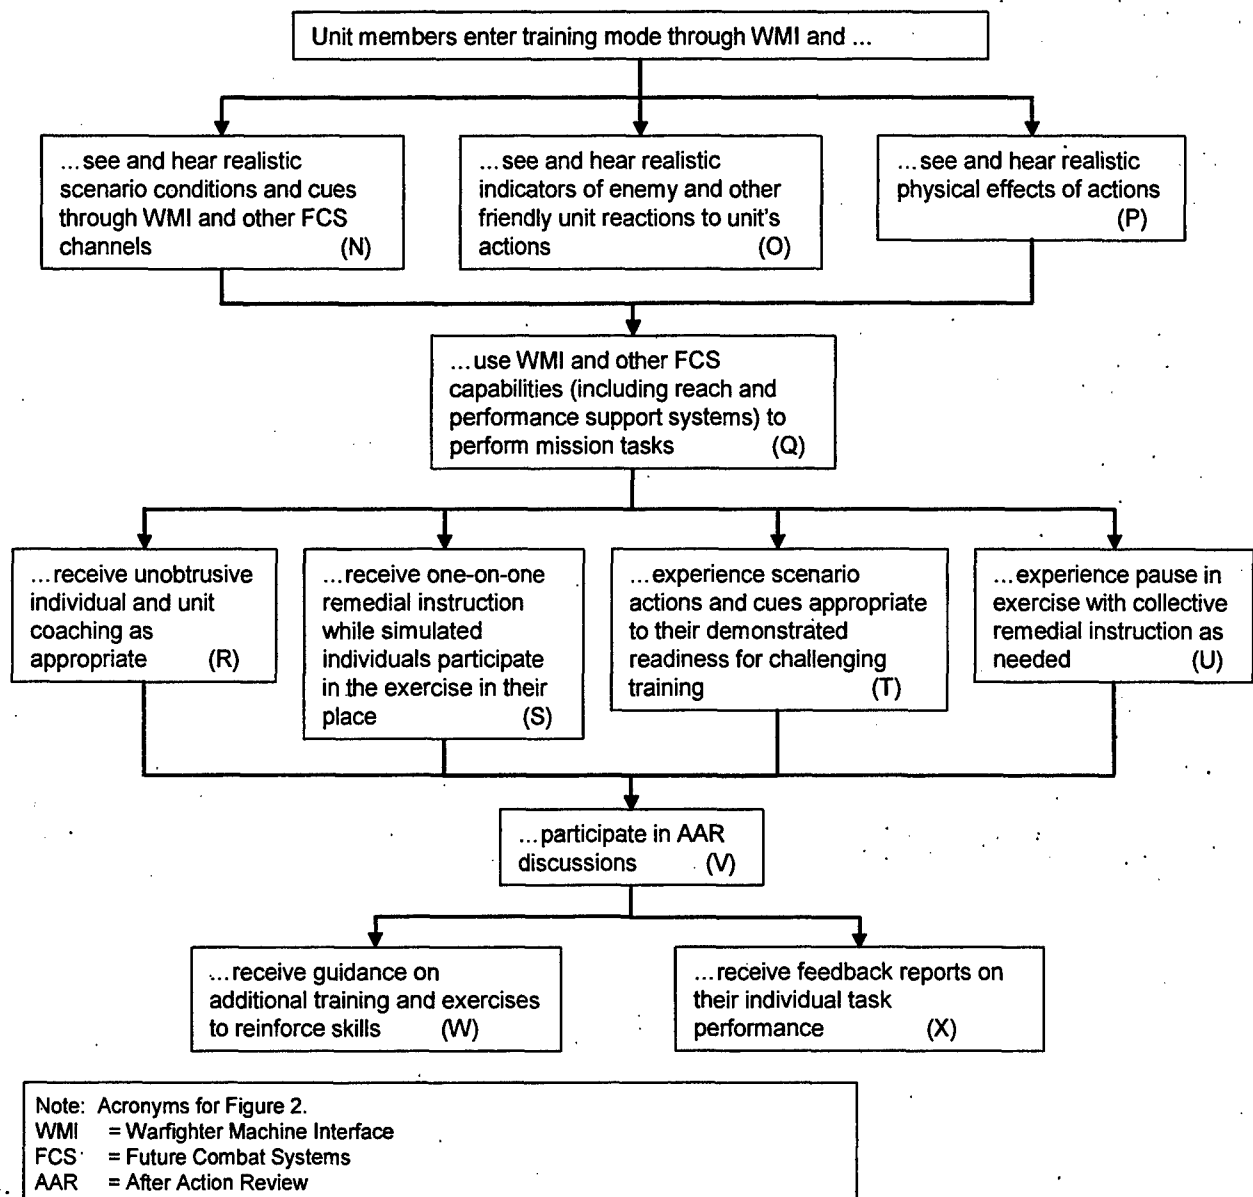 Unit members enter training mode through WMI and ...
...see and hear realistic
scenario conditions and cues
through WMI and other FCS
channels (N)
...see and hear realistic
indicators of enemy and other
friendly unit reactions to unit's
actions (O)
...see and hear realistic
physical effects of actions
(P)
...use WMI and other FCS
capabilities (including reach and
performance support systems) to
perform mission tasks (Q)
...receive unobtrusive
individual and unit
coaching as
appropriate (R)
...receive one-on-one
remedial instruction
while simulated
individuals participate
in the exercise in their
place (S)
...experience scenario
actions and cues appropriate
to their demonstrated
readiness for challenging
training (T)
...experience pause in
exercise with collective
remedial instruction as
needed (U)
...participate in AAR
discussions (V)
...receive guidance on
additional training and exercises
to reinforce skills (W)
...receive feedback reports on
their individual task
performance (X)
Note: Acronyms for Figure 2.
WMI = Warfighter Machine Interface
FCS = Future Combat Systems
AAR = After Action Review